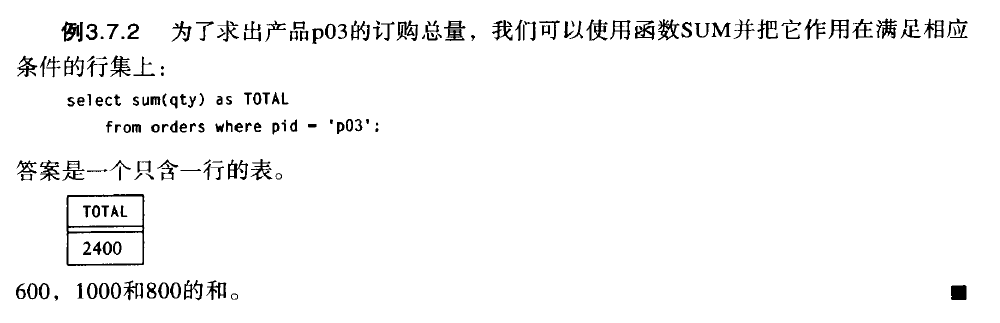 例3.7.2 为了求出产品p03的订购总量，我们可以使用函数SUM并把它作用在满足相应
条件的行集上：
select sum(qty) as TOTAL
from orders where pid = 'p03';
答案是一个只含一行的表。
TOTAL
2400
600，1000和800的和。